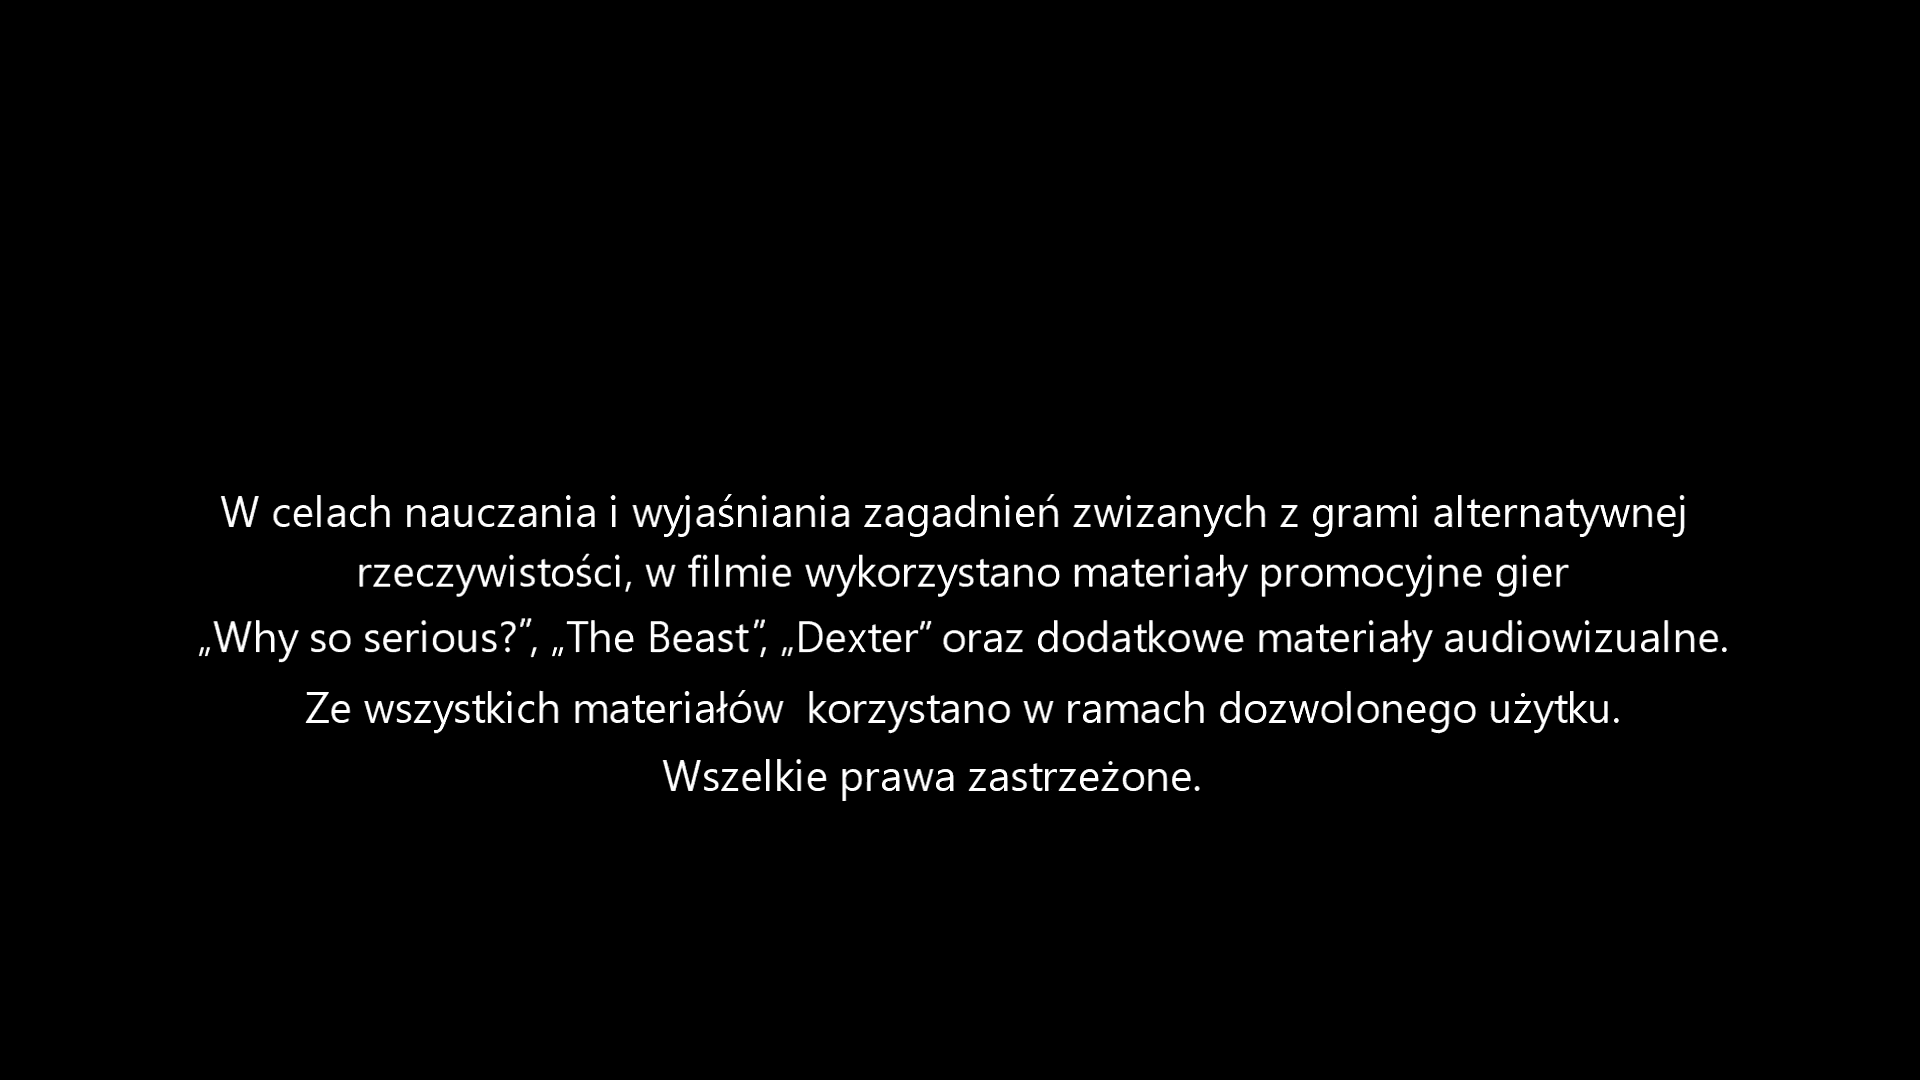 W celach nauczania i wyjaśniania zagadnień zwizanych z grami alternatywnej
rzeczywistości, w filmie wykorzystano materiały promocyjne gier
„Why so serious?”, „The Beast”, „Dexter” oraz dodatkowe materiały audiowizualne.
Ze wszystkich materiałów  korzystano w ramach dozwolonego użytku.
Wszelkie prawa zastrzeżone.